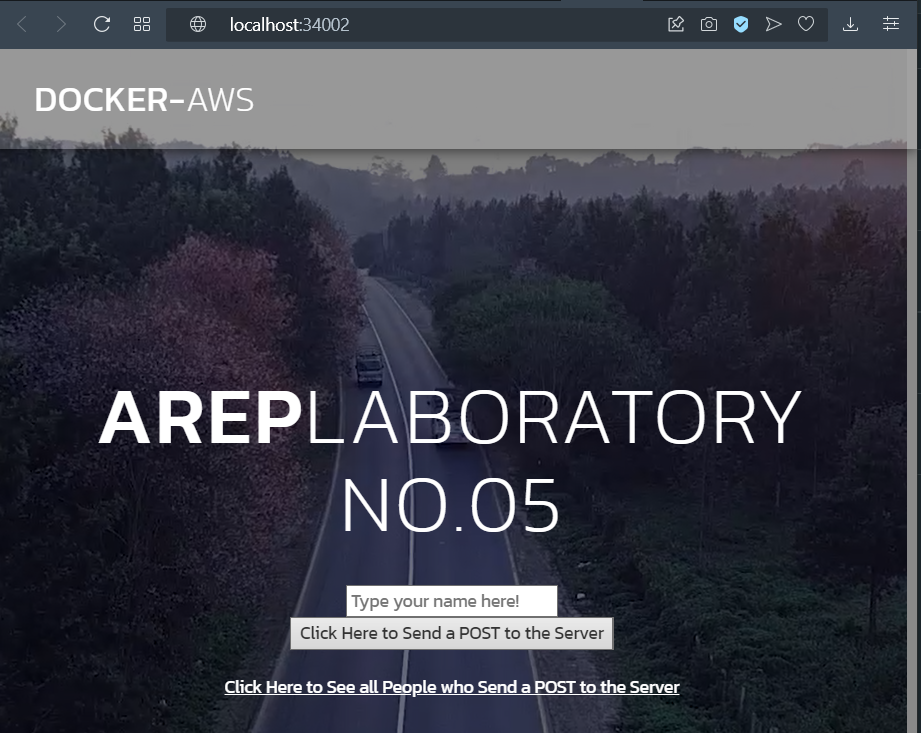 localhost:34002
DOCKER-AWS
AREPLABORATORY
NO.05
Type your name here!
Click Here to Send a POST to the Server
Click Here to See all People who Send a POST to the Server